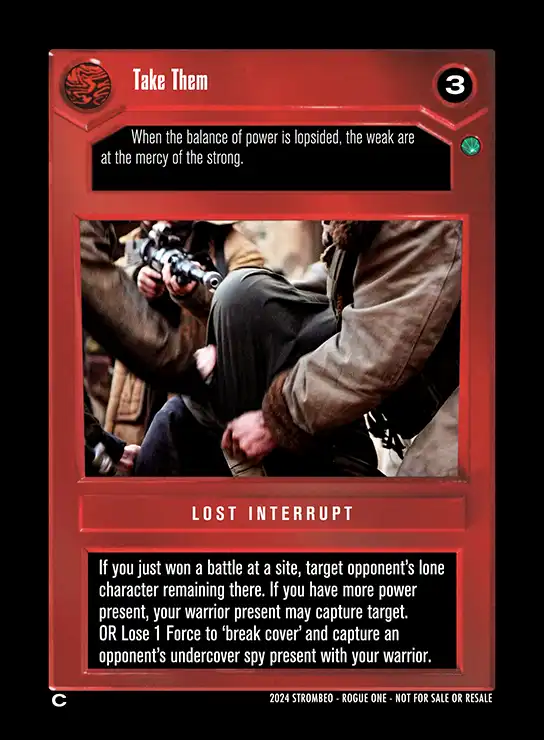 Take Them
3
When the balance of power is lopsided, the weak are
at the mercy of the strong.
LOST INTERRUPT
If you just won a battle at a site, target opponent's lone
character remaining there. If you have more power
present, your warrior present may capture target.
OR Lose 1 Force to 'break cover' and capture an
opponent's undercover spy present with your warrior.
C
2024 STROMBEO - ROGUE ONE - NOT FOR SALE OR RESALE